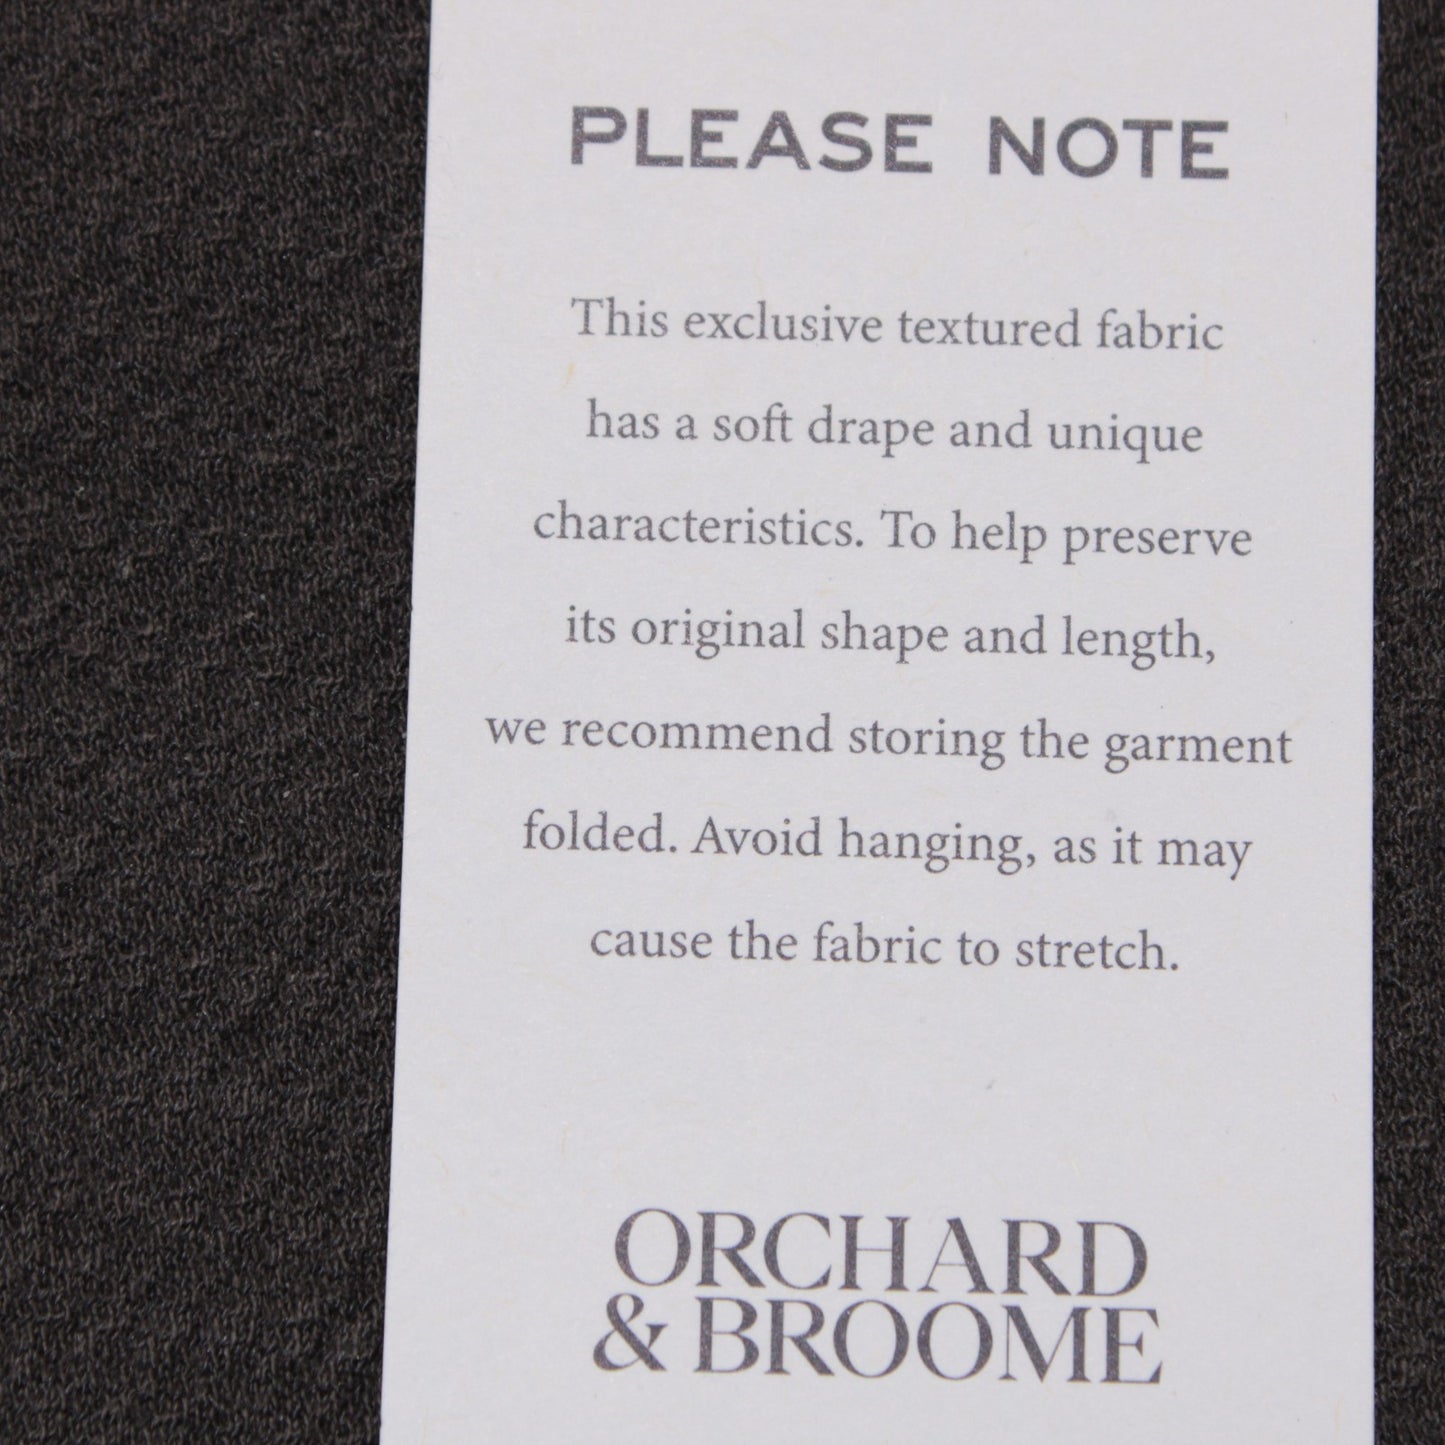 PLEASE NOTE
This exclusive textured fabric
has a soft drape and unique
characteristics. To help preserve
its original shape and length,
we recommend storing the garment
folded. Avoid hanging, as it may
cause the fabric to stretch.
ORCHARD
& BROOME